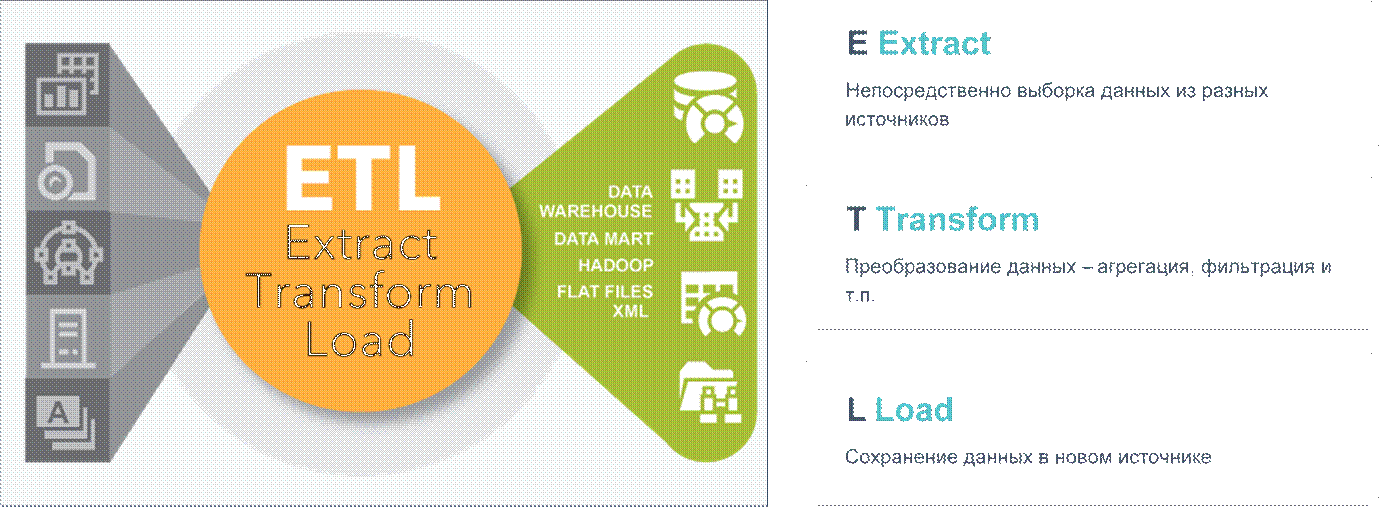 ETL
Extract
Transform
Load
DATA
WAREHOUSE
DATA MART
HADOOP
FLAT FILES
XML
A
E Extract
Непосредственно выборка данных из разных
источников
T Transform
Преобразование данных – агрегация, фильтрация и
т.п.
L Load
Сохранение данных в новом источнике